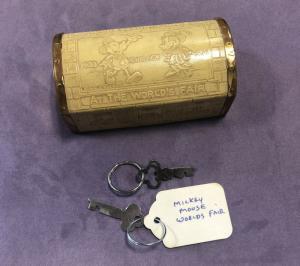 AT THE WORLD'S FAIR
MICKEY
MOUSE
WORLDS FAIR